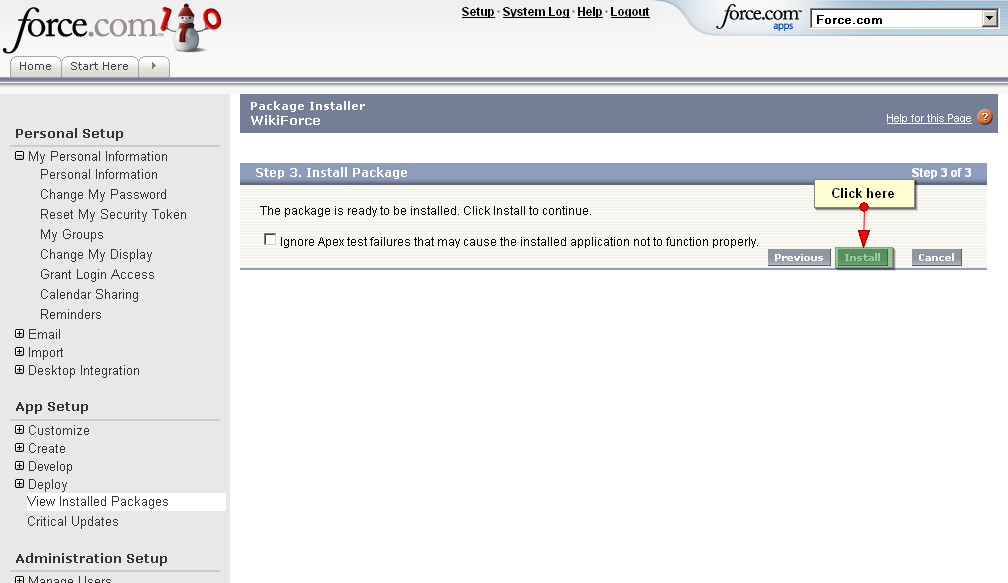 force.com 10
Setup · System Log · Help · Logout
force.com apps
Force.com
Home
Start Here
Personal Setup
My Personal Information
Personal Information
Change My Password
Reset My Security Token
My Groups
Change My Display
Grant Login Access
Calendar Sharing
Reminders
Email
Import
Desktop Integration
App Setup
Customize
Create
Develop
Deploy
View Installed Packages
Critical Updates
Administration Setup
Manage Users
Package Installer
WikiForce
Help for this Page ?
Step 3. Install Package
Step 3 of 3
Click here
The package is ready to be installed. Click Install to continue.
Ignore Apex test failures that may cause the installed application not to function properly.
Previous
Install
Cancel